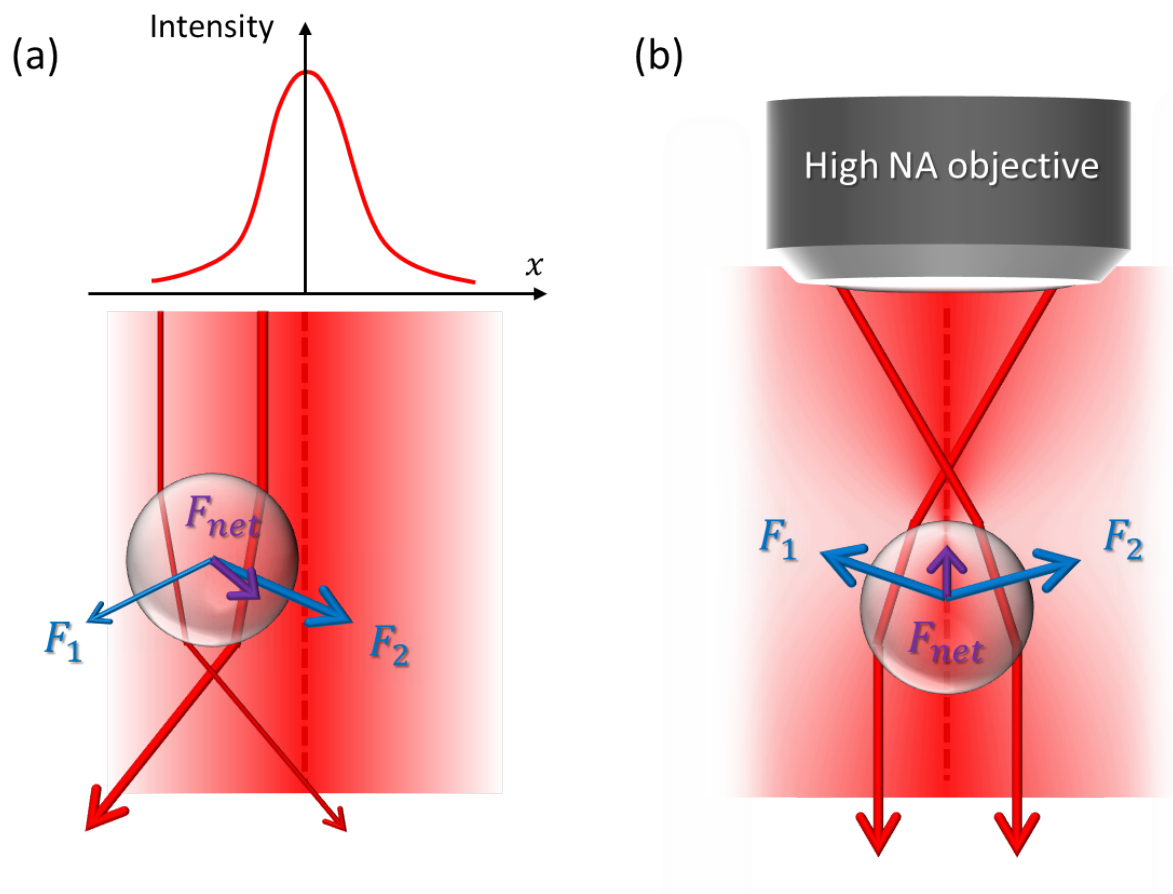 (a)
Intensity
x
F_net
F_1
F_2
(b)
High NA objective
F_1
F_2
F_net